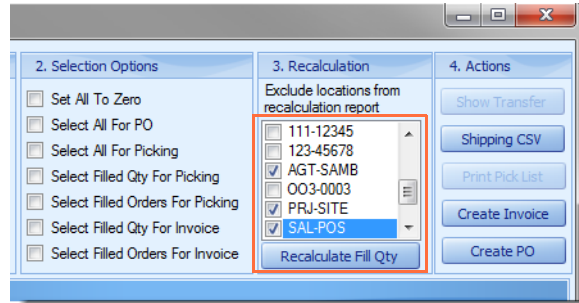 2. Selection Options
Set All To Zero
Select All For PO
Select All For Picking
Select Filled Qty For Picking
Select Filled Orders For Picking
Select Filled Qty For Invoice
Select Filled Orders For Invoice
3. Recalculation
Exclude locations from
recalculation report
111-12345
123-45678
AGT-SAMB
OO3-0003
PRJ-SITE
SAL-POS
Recalculate Fill Qty
4. Actions
Show Transfer
Shipping CSV
Print Pick List
Create Invoice
Create PO